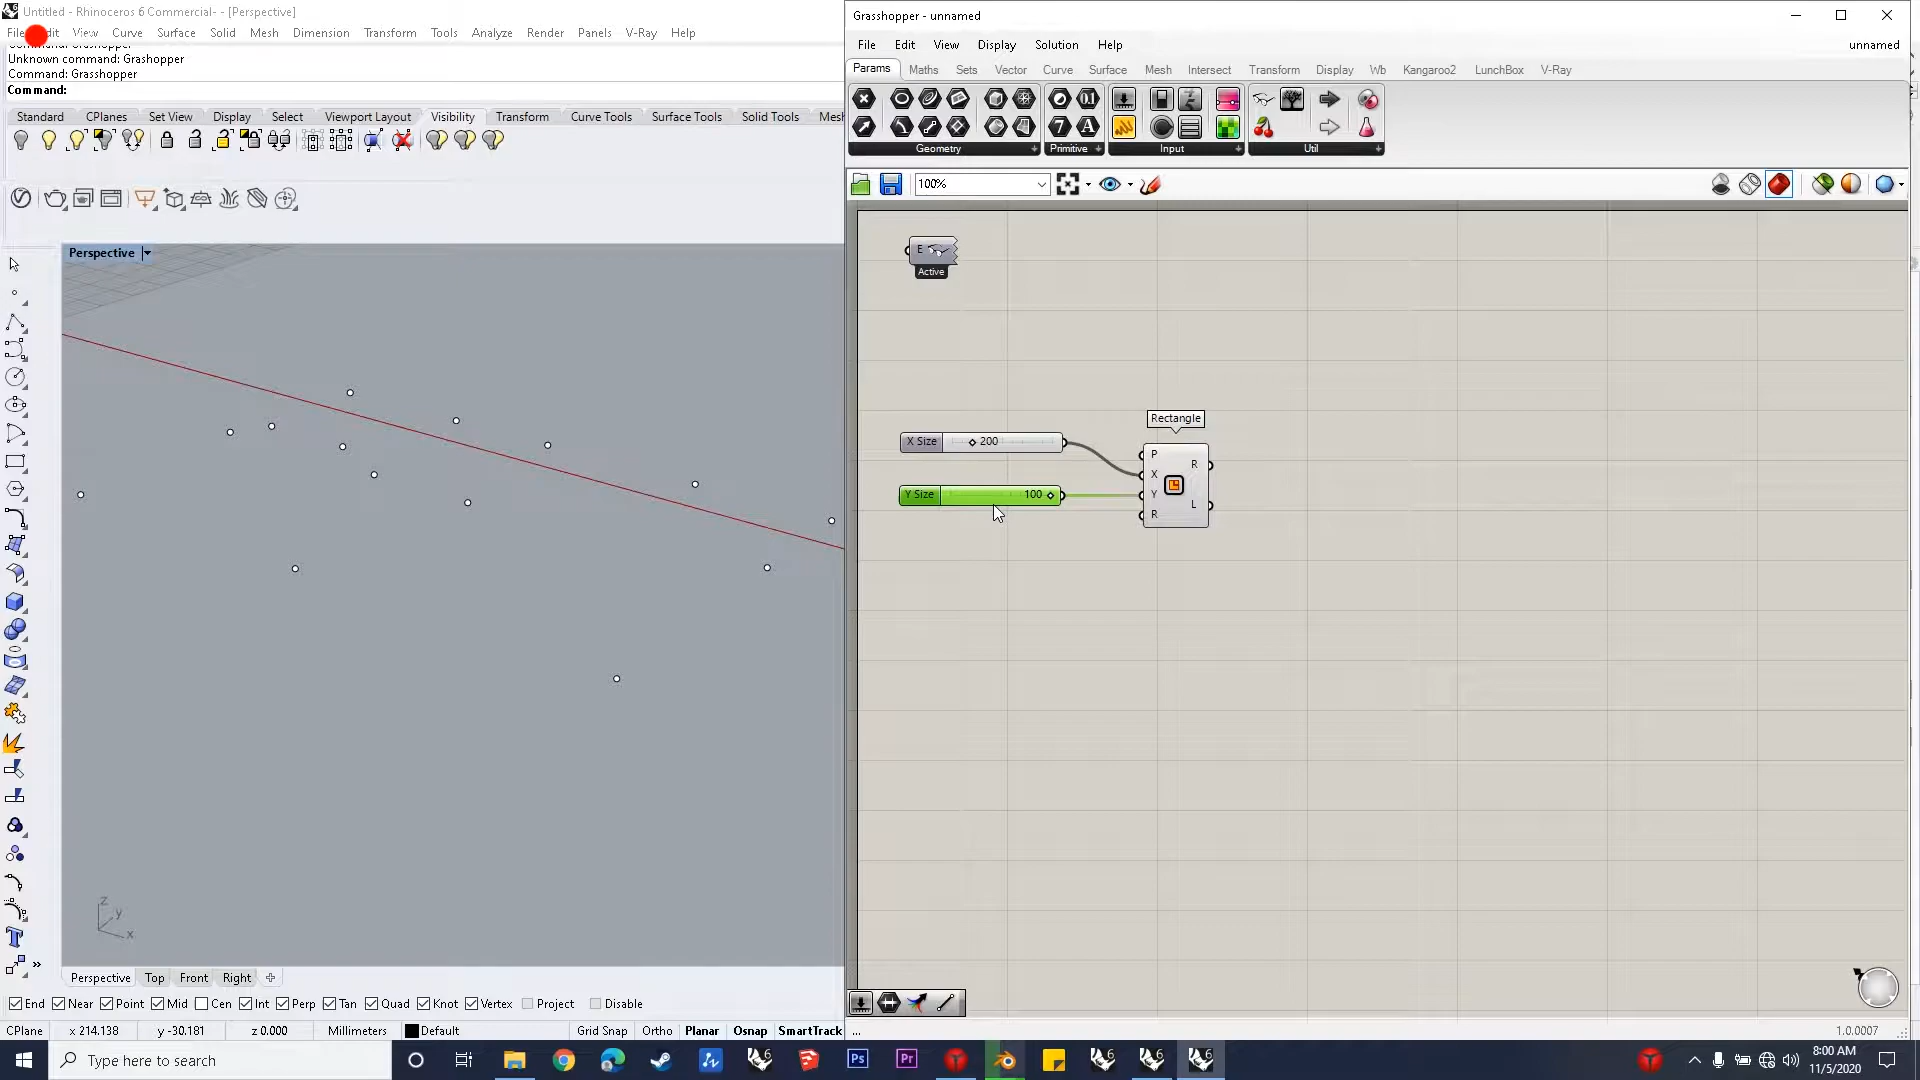 Untitled - Rhinoceros 6 Commercial- - [Perspective]
File Edit View Curve Surface Solid Mesh Dimension Transform Tools Analyze Render Panels V-Ray Help
Command: Grasshopper
Unknown command: Grashopper
Command: Grasshopper
Command:
Standard CPlanes Set View Display Select Viewport Layout Visibility Transform Curve Tools Surface Tools Solid Tools Mesh
Perspective
z
y
x
Perspective Top Front Right
End Near Point Mid Cen Int Perp Tan Quad Knot Vertex Project Disable
CPlane x 214.138 y -30.181 z 0.000 Millimeters Default Grid Snap Ortho Planar Osnap SmartTrack
Grasshopper - unnamed
File Edit View Display Solution Help unnamed
Params Maths Sets Vector Curve Surface Mesh Intersect Transform Display Wb Kangaroo2 LunchBox V-Ray
Geometry Primitive Input Util
100%
E
Active
Rectangle
X Size 200
Y Size 100
P
X
Y
R
R
L
... 1.0.0007
Type here to search
8:00 AM
11/5/2020